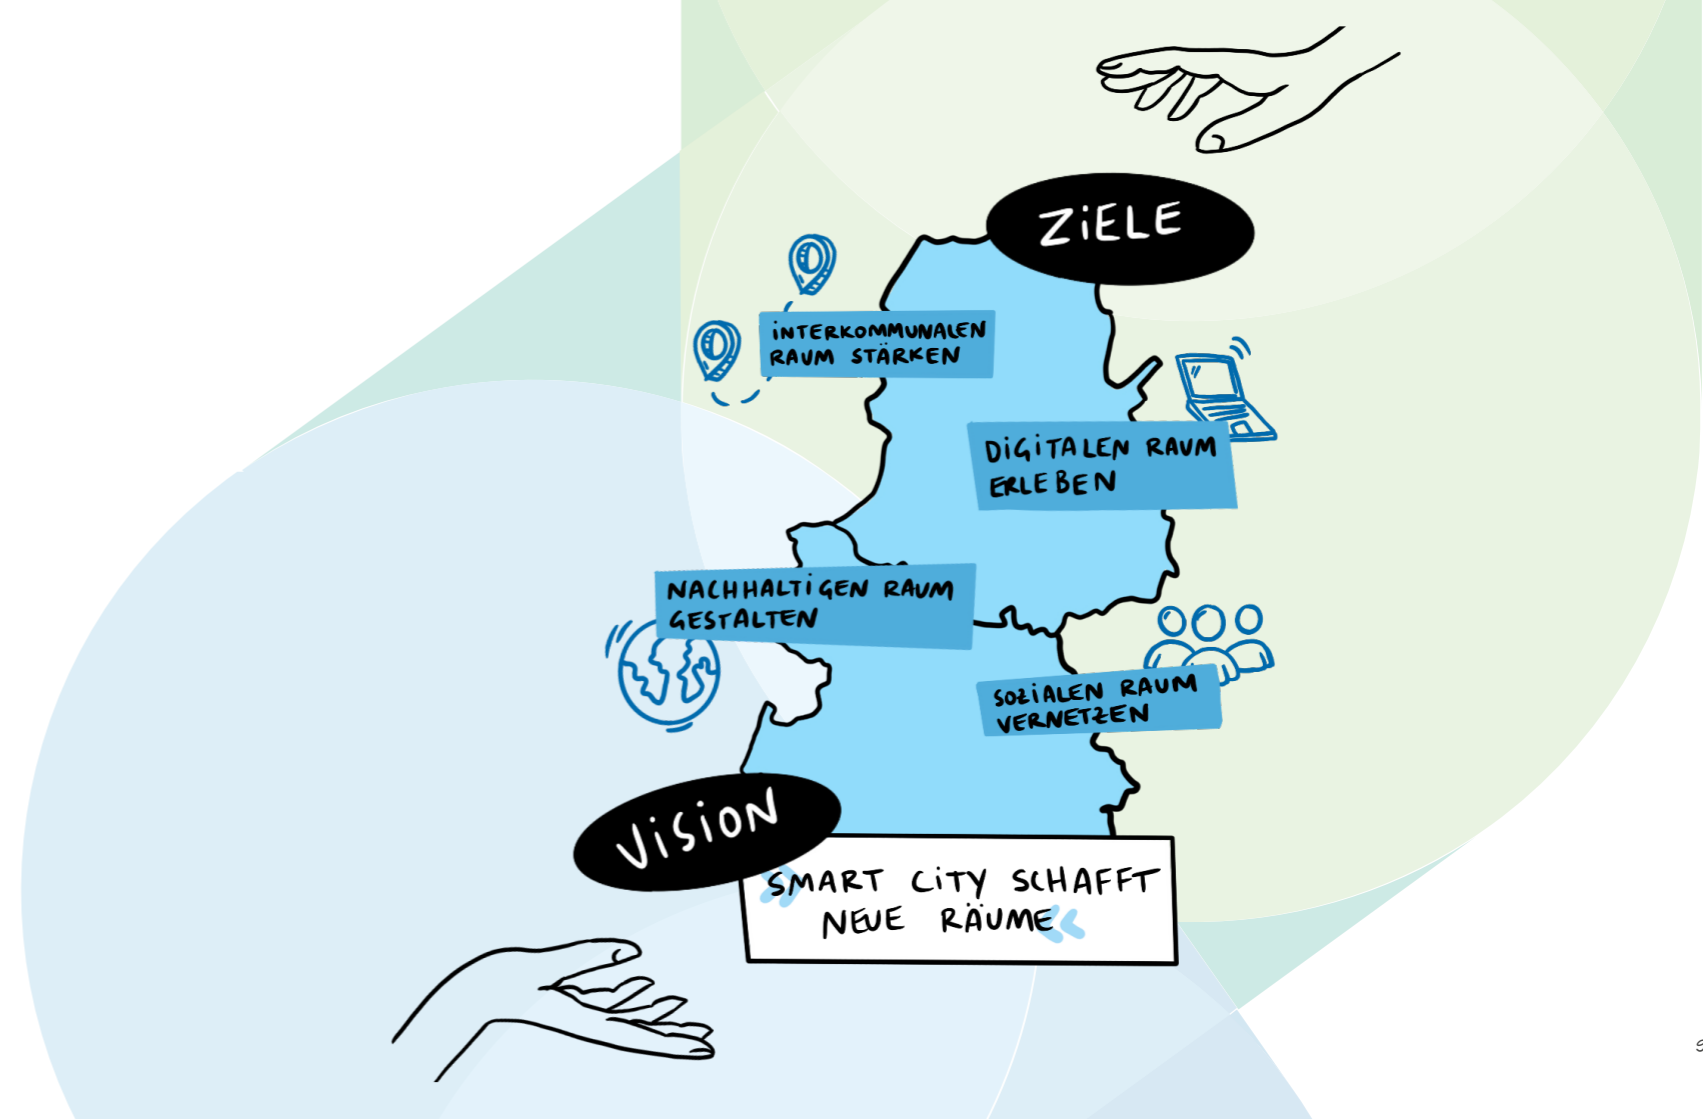 ZiELE
iNTERKOMMUNALEN
RAUM STÄRKEN
DiGiTALEN RAUM
ERLEBEN
NACHHALTiGEN RAUM
GESTALTEN
SOZiALEN RAUM
VERNETZEN
ViSiON
»SMART CiTY SCHAFFT
NEUE RÄUME«